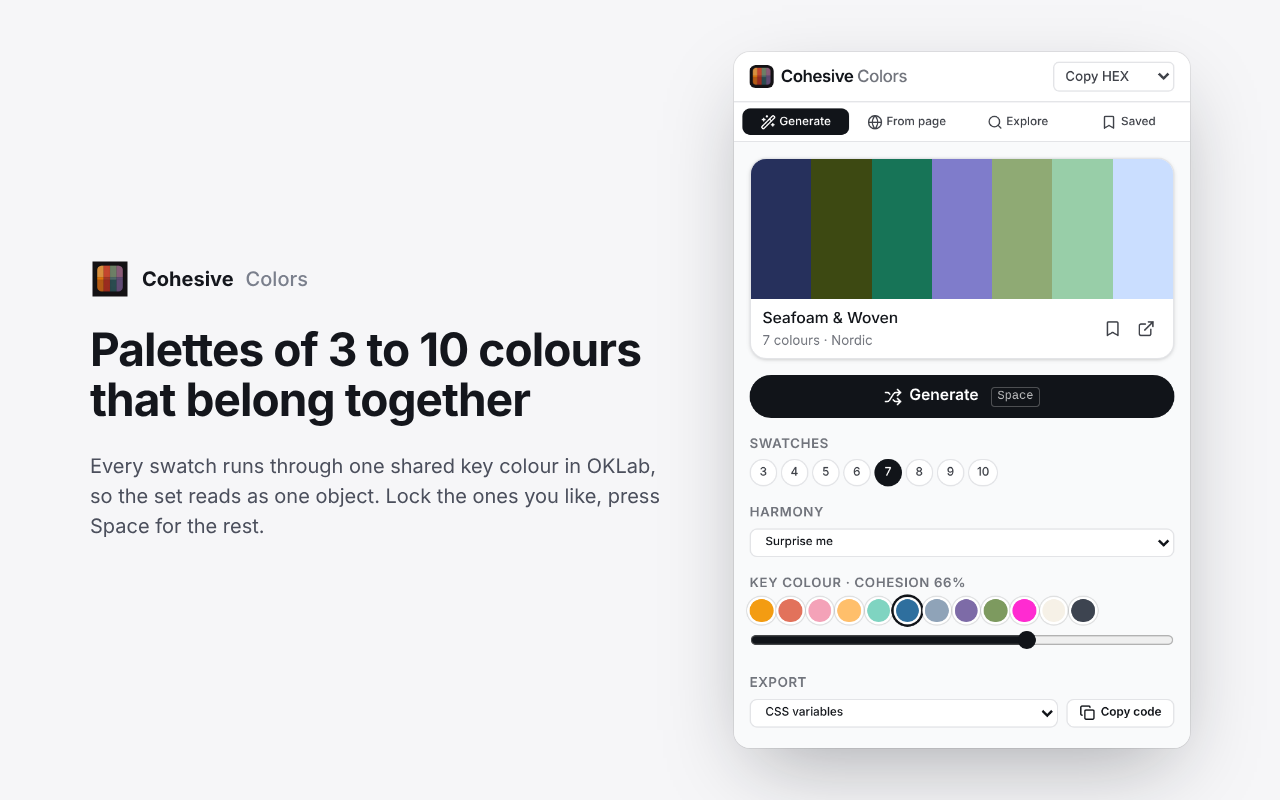 Cohesive Colors
Palettes of 3 to 10 colours
that belong together
Every swatch runs through one shared key colour in OKLab,
so the set reads as one object. Lock the ones you like, press
Space for the rest.
Cohesive Colors
Copy HEX
Generate
From page
Explore
Saved
Seafoam & Woven
7 colours · Nordic
Generate Space
SWATCHES
3 4 5 6 7 8 9 10
HARMONY
Surprise me
KEY COLOUR · COHESION 66%
EXPORT
CSS variables
Copy code